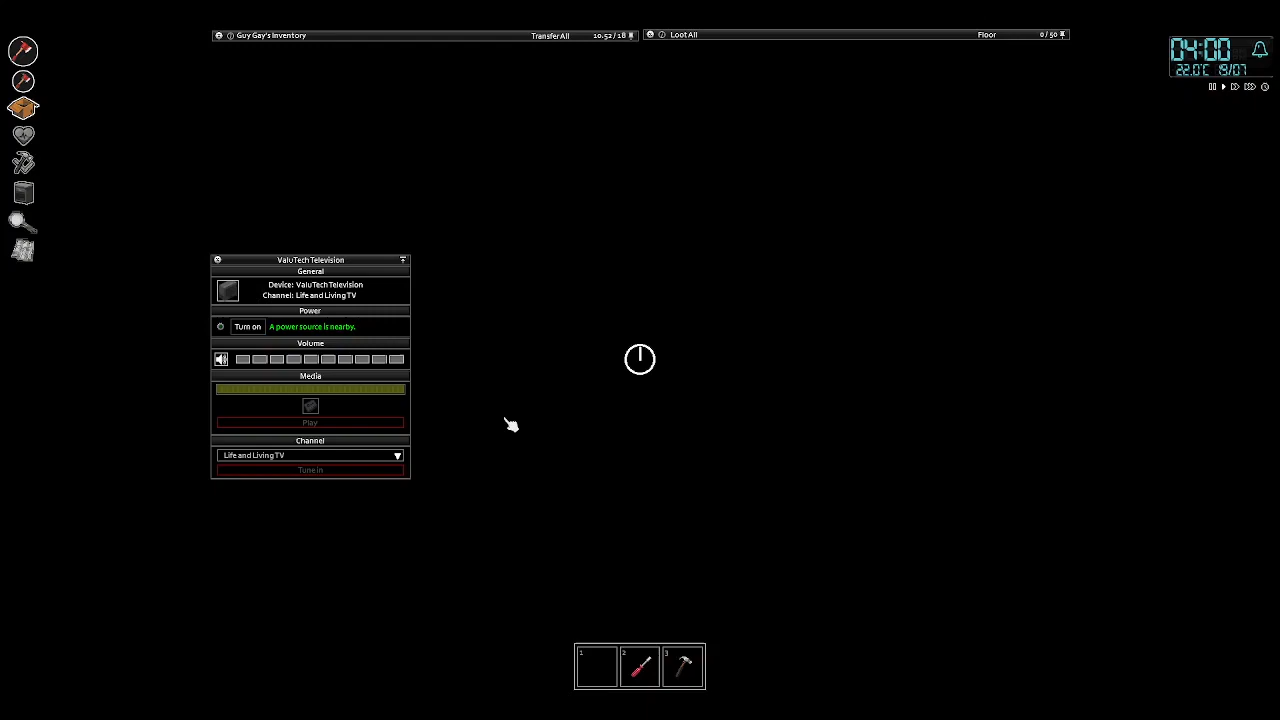 Guy Gay's Inventory Transfer All 10.52 / 18
Loot All Floor 0 / 50
04:00
22.0°C 19/07
ValuTech Television
General
Device: ValuTech Television
Channel: Life and Living TV
Power
Turn on A power source is nearby.
Volume
Media
Play
Channel
Life and Living TV
Tune in
1 2 3